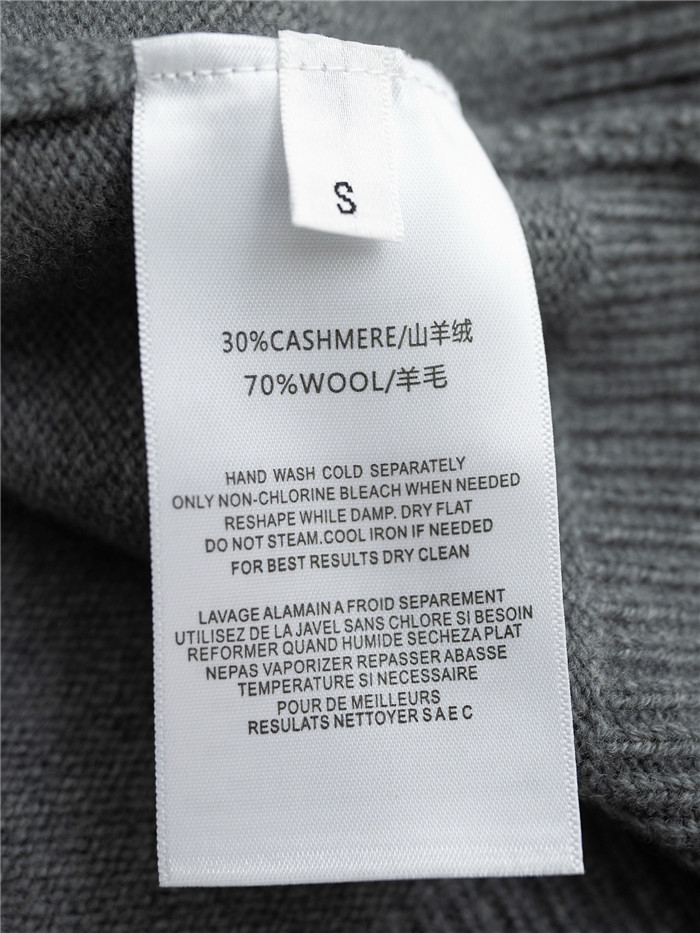 S
30%CASHMERE/山羊绒
70%WOOL/羊毛
HAND WASH COLD SEPARATELY
ONLY NON-CHLORINE BLEACH WHEN NEEDED
RESHAPE WHILE DAMP. DRY FLAT
DO NOT STEAM.COOL IRON IF NEEDED
FOR BEST RESULTS DRY CLEAN
LAVAGE ALAMAIN A FROID SEPAREMENT
UTILISEZ DE LA JAVEL SANS CHLORE SI BESOIN
REFORMER QUAND HUMIDE SECHEZA PLAT
NEPAS VAPORIZER REPASSER ABASSE
TEMPERATURE SI NECESSAIRE
POUR DE MEILLEURS
RESULATS NETTOYER S A E C